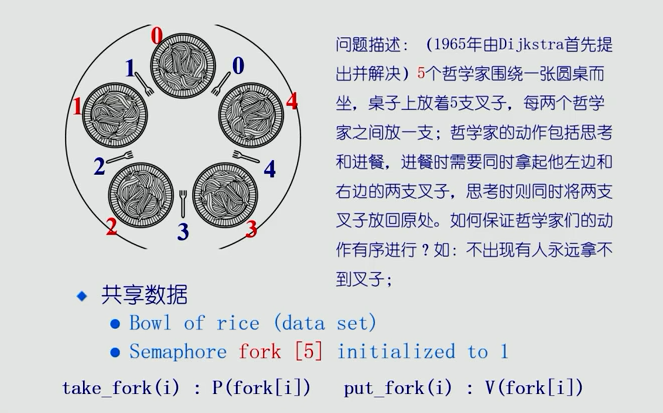 0
1
0
1
4
2
4
2
3
3
问题描述: (1965年由Dijkstra首先提
出并解决) 5个哲学家围绕一张圆桌而
坐，桌子上放着5支叉子，每两个哲学
家之间放一支；哲学家的动作包括思考
和进餐，进餐时需要同时拿起他左边和
右边的两支叉子，思考时则同时将两支
叉子放回原处。如何保证哲学家们的动
作有序进行？如: 不出现有人永远拿不
到叉子；
共享数据
Bowl of rice (data set)
Semaphore fork [5] initialized to 1
take_fork(i) : P(fork[i]) put_fork(i) : V(fork[i])